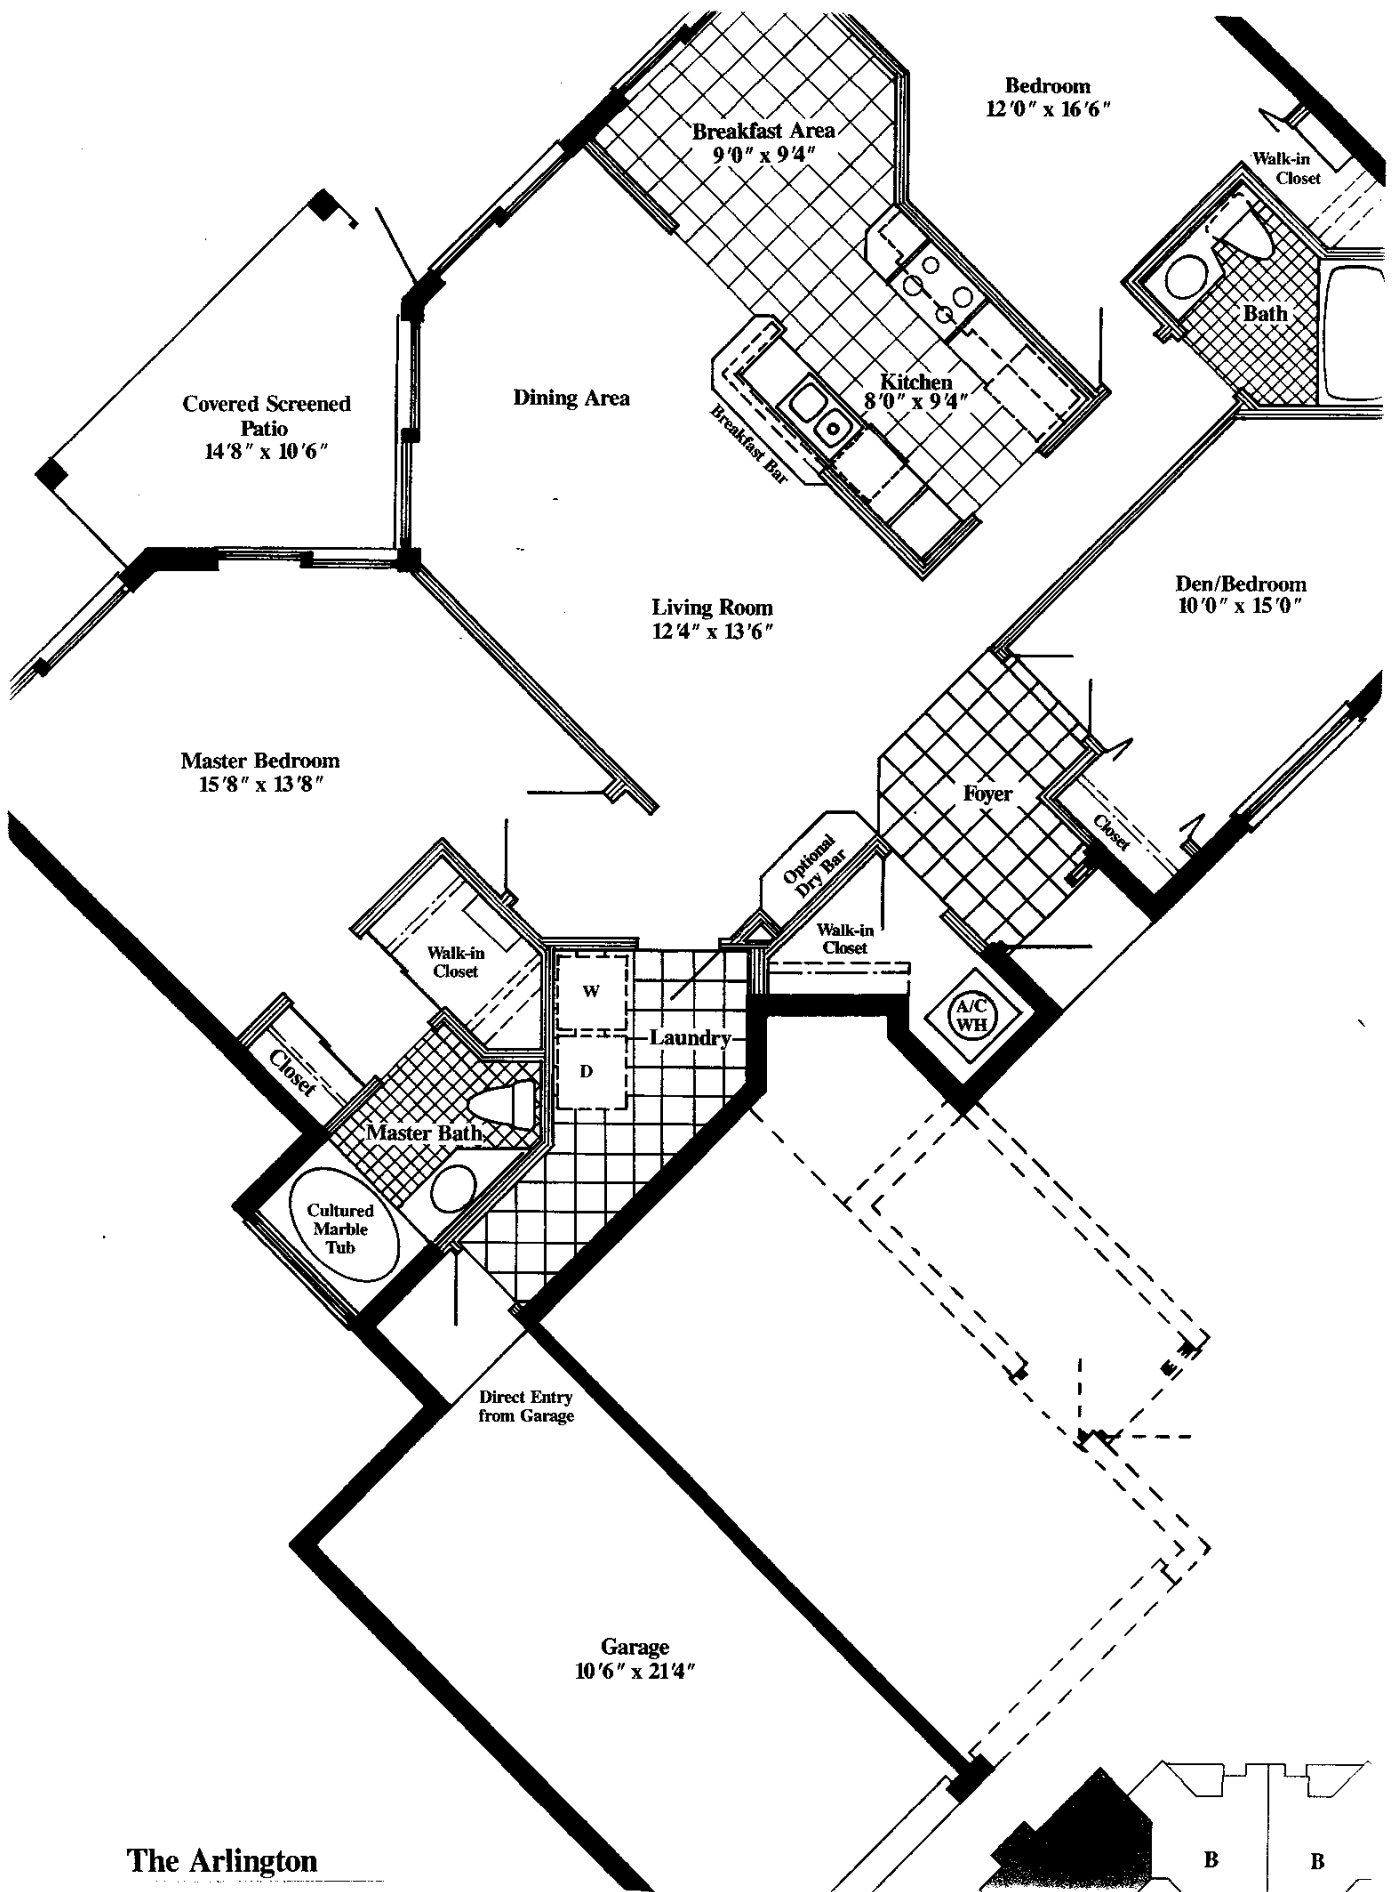 Bedroom
12'0" x 16'6"
Breakfast Area
9'0" x 9'4"
Walk-in
Closet
Bath
Covered Screened
Patio
14'8" x 10'6"
Dining Area
Kitchen
8'0" x 9'4"
Breakfast Bar
Den/Bedroom
10'0" x 15'0"
Living Room
12'4" x 13'6"
Master Bedroom
15'8" x 13'8"
Foyer
Closet
Optional
Dry Bar
Walk-in
Closet
Walk-in
Closet
W
A/C
WH
Laundry
D
Closet
Master Bath
Cultured
Marble
Tub
Direct Entry
from Garage
Garage
10'6" x 21'4"
The Arlington
B
B